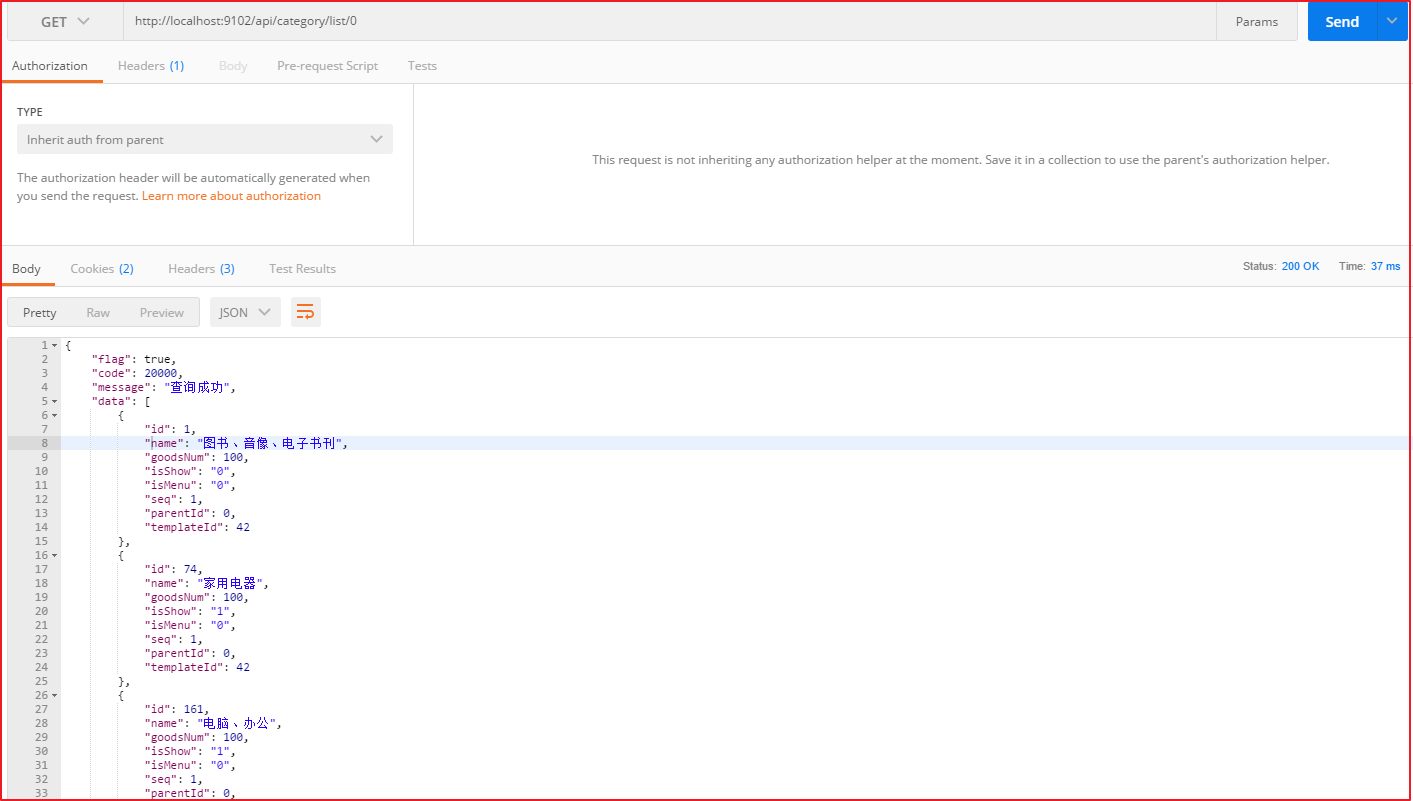 GET http://localhost:9102/api/category/list/0 Params Send
Authorization Headers (1) Body Pre-request Script Tests
TYPE
Inherit auth from parent
This request is not inheriting any authorization helper at the moment. Save it in a collection to use the parent's authorization helper.
The authorization header will be automatically generated when
you send the request. Learn more about authorization
Body Cookies (2) Headers (3) Test Results Status: 200 OK Time: 37 ms
Pretty Raw Preview JSON
1 {
2 "flag": true,
3 "code": 20000,
4 "message": "查询成功",
5 "data": [
6 {
7 "id": 1,
8 "name": "图书、音像、电子书刊",
9 "goodsNum": 100,
10 "isShow": "0",
11 "isMenu": "0",
12 "seq": 1,
13 "parentId": 0,
14 "templateId": 42
15 },
16 {
17 "id": 74,
18 "name": "家用电器",
19 "goodsNum": 100,
20 "isShow": "1",
21 "isMenu": "0",
22 "seq": 1,
23 "parentId": 0,
24 "templateId": 42
25 },
26 {
27 "id": 161,
28 "name": "电脑、办公",
29 "goodsNum": 100,
30 "isShow": "1",
31 "isMenu": "0",
32 "seq": 1,
33 "parentId": 0,